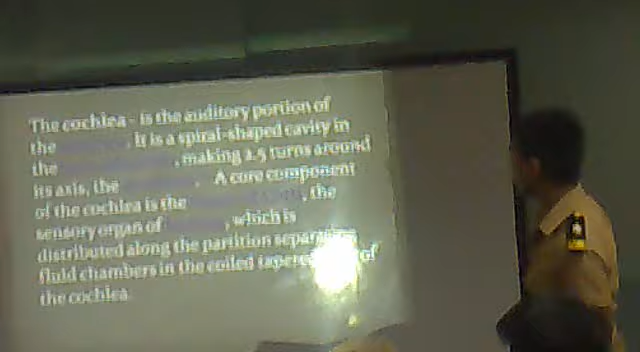 The cochlea - is the auditory portion of
the . It is a spiral-shaped cavity in
the , making 2.5 turns around
its axis, the . A core component
of the cochlea is the , the
sensory organ of , which is
distributed along the partition separating
fluid chambers in the coiled tapered of
the cochlea.